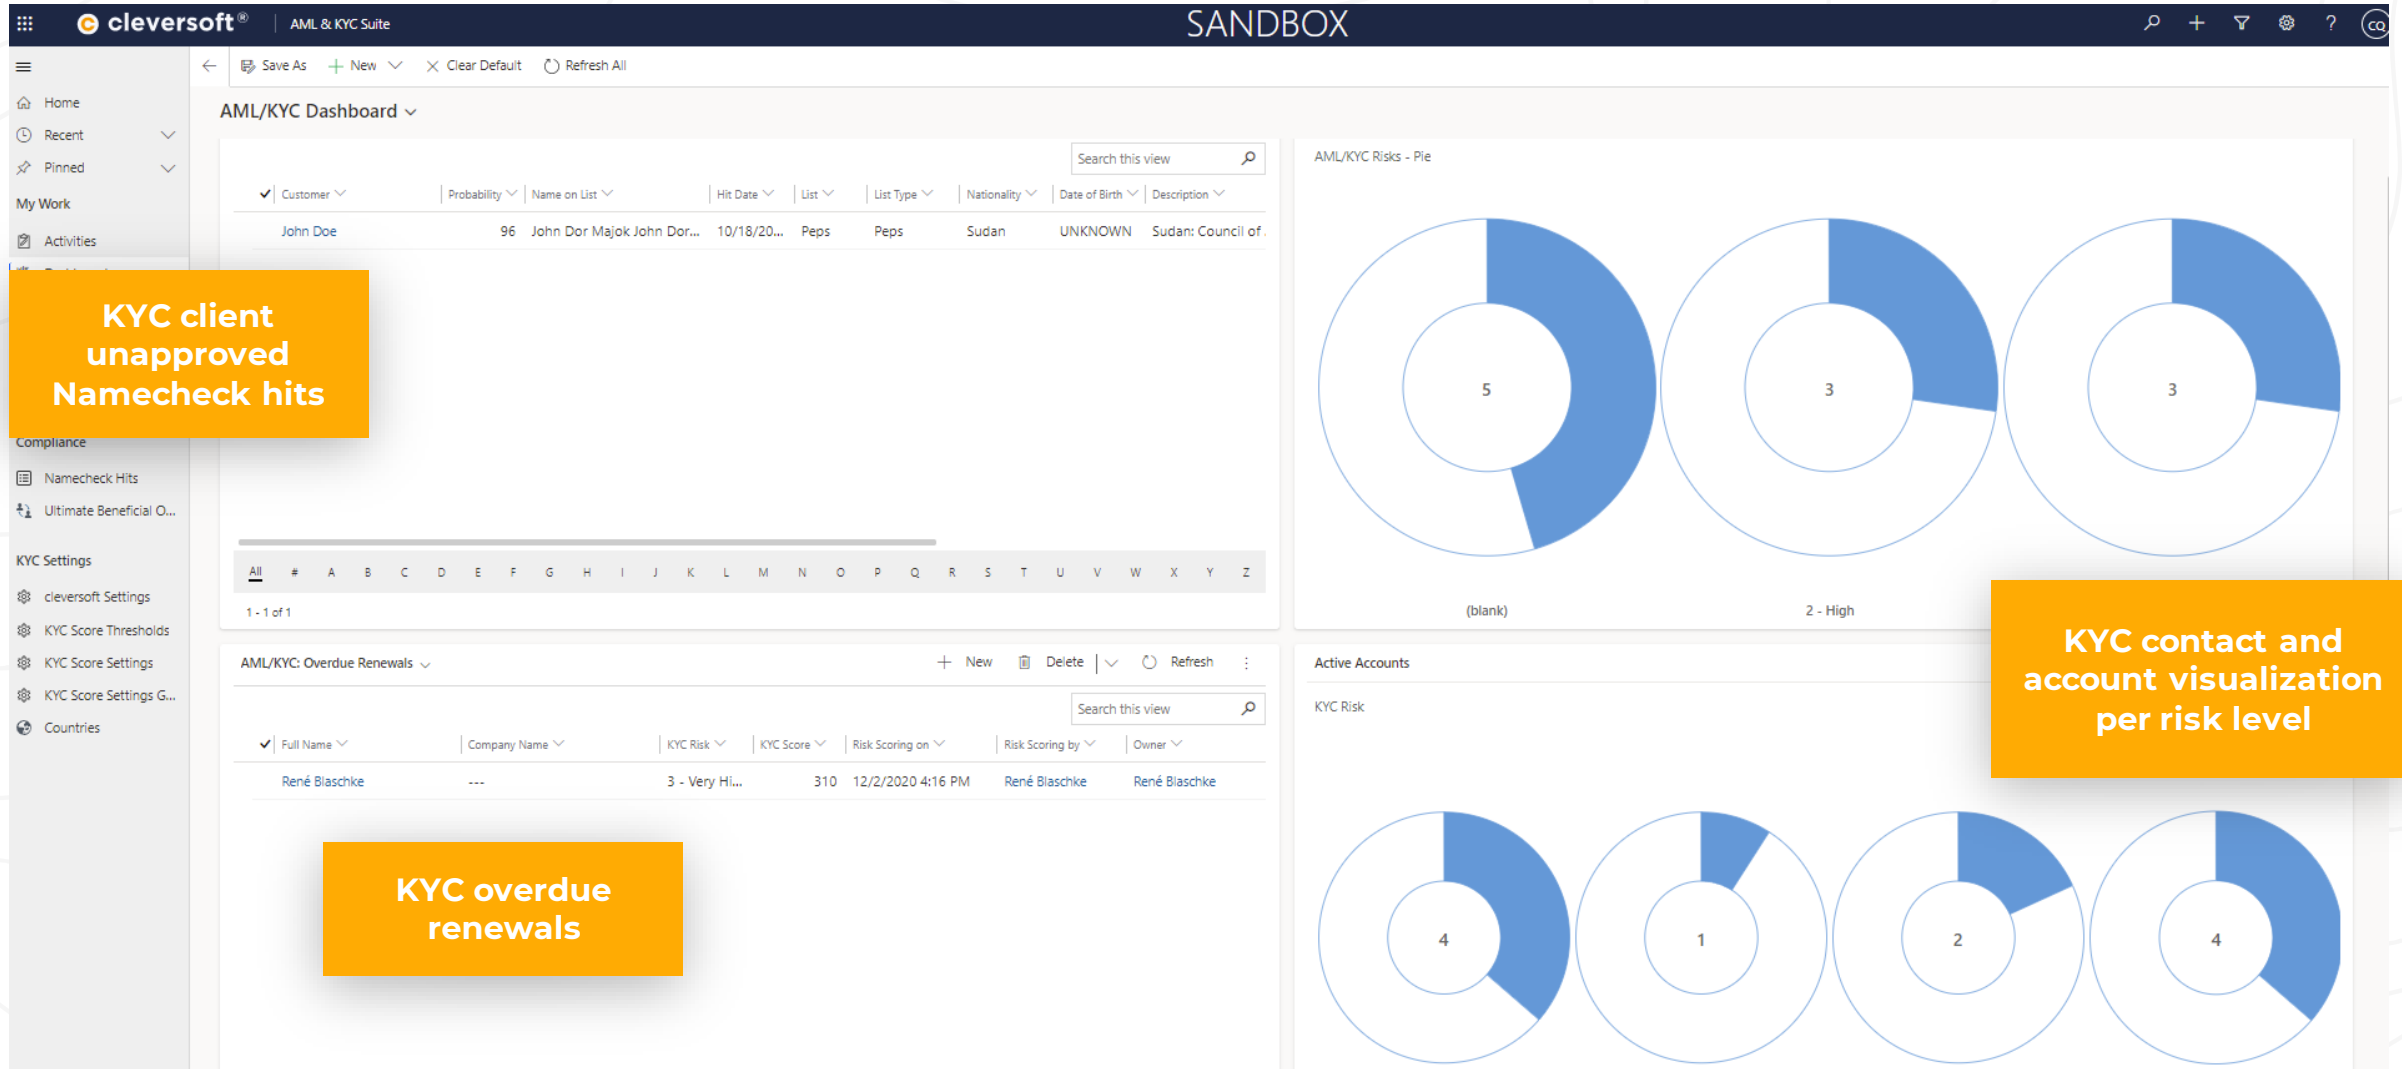 cleversoft®
AML & KYC Suite
SANDBOX
?
CQ
Save As
New
Clear Default
Refresh All
Home
Recent
Pinned
My Work
Activities
KYC client
unapproved
Namecheck hits
Compliance
Namecheck Hits
Ultimate Beneficial O...
KYC Settings
cleversoft Settings
KYC Score Thresholds
KYC Score Settings
KYC Score Settings G...
Countries
AML/KYC Dashboard
Search this view
Customer Probability Name on List Hit Date List List Type Nationality Date of Birth Description
John Doe 96 John Dor Majok John Dor... 10/18/20... Peps Peps Sudan UNKNOWN Sudan: Council of
All # A B C D E F G H I J K L M N O P Q R S T U V W X Y Z
1 - 1 of 1
AML/KYC Risks - Pie
5 3 3
(blank) 2 - High
KYC contact and
account visualization
per risk level
AML/KYC: Overdue Renewals
New Delete Refresh
Search this view
Full Name Company Name KYC Risk KYC Score Risk Scoring on Risk Scoring by Owner
René Blaschke --- 3 - Very Hi... 310 12/2/2020 4:16 PM René Blaschke René Blaschke
KYC overdue
renewals
Active Accounts
KYC Risk
4 1 2 4